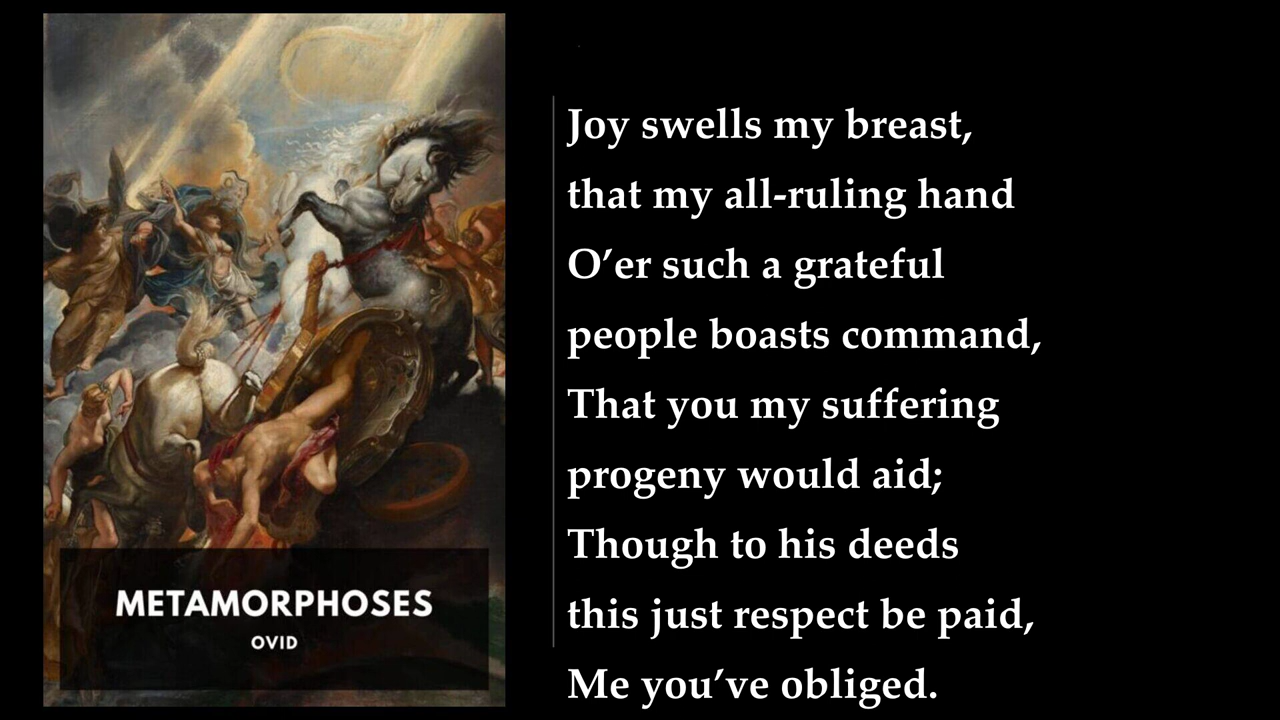 METAMORPHOSES
OVID
Joy swells my breast,
that my all-ruling hand
O’er such a grateful
people boasts command,
That you my suffering
progeny would aid;
Though to his deeds
this just respect be paid,
Me you’ve obliged.